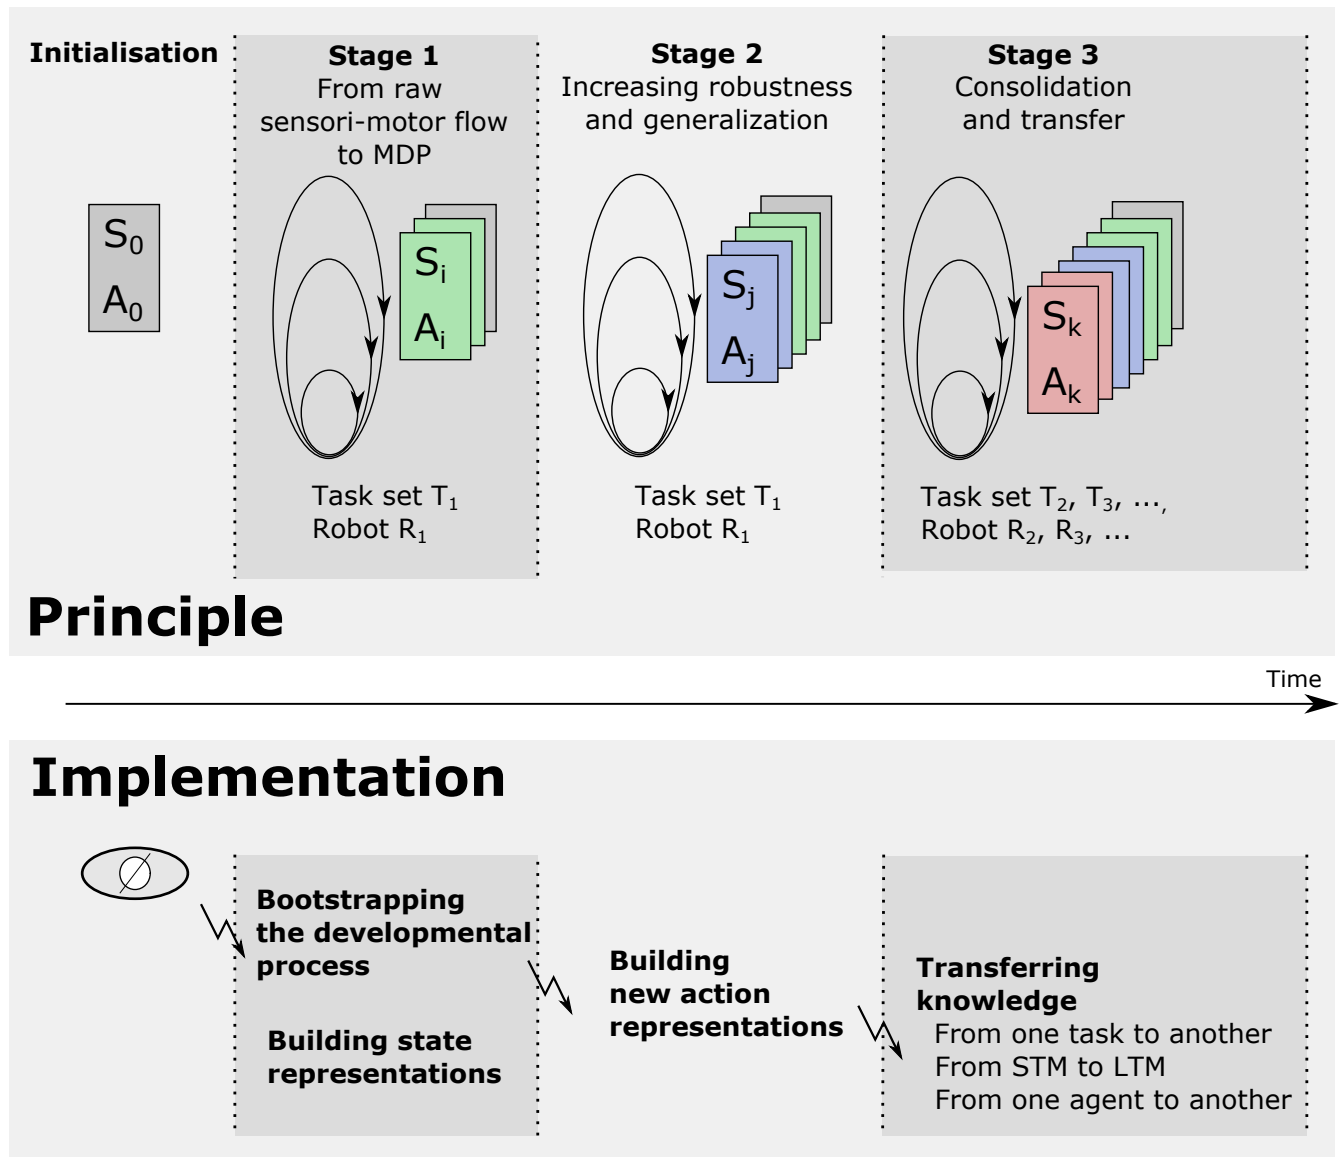 Initialisation
Stage 1
From raw
sensori-motor flow
to MDP
Stage 2
Increasing robustness
and generalization
Stage 3
Consolidation
and transfer
S₀
A₀
Sᵢ
Aᵢ
Sⱼ
Aⱼ
Sₖ
Aₖ
Task set T₁
Robot R₁
Task set T₁
Robot R₁
Task set T₂, T₃, ...,
Robot R₂, R₃, ...
Principle
Time
Implementation
∅
Bootstrapping
the developmental
process
Building state
representations
Building
new action
representations
Transferring
knowledge
From one task to another
From STM to LTM
From one agent to another